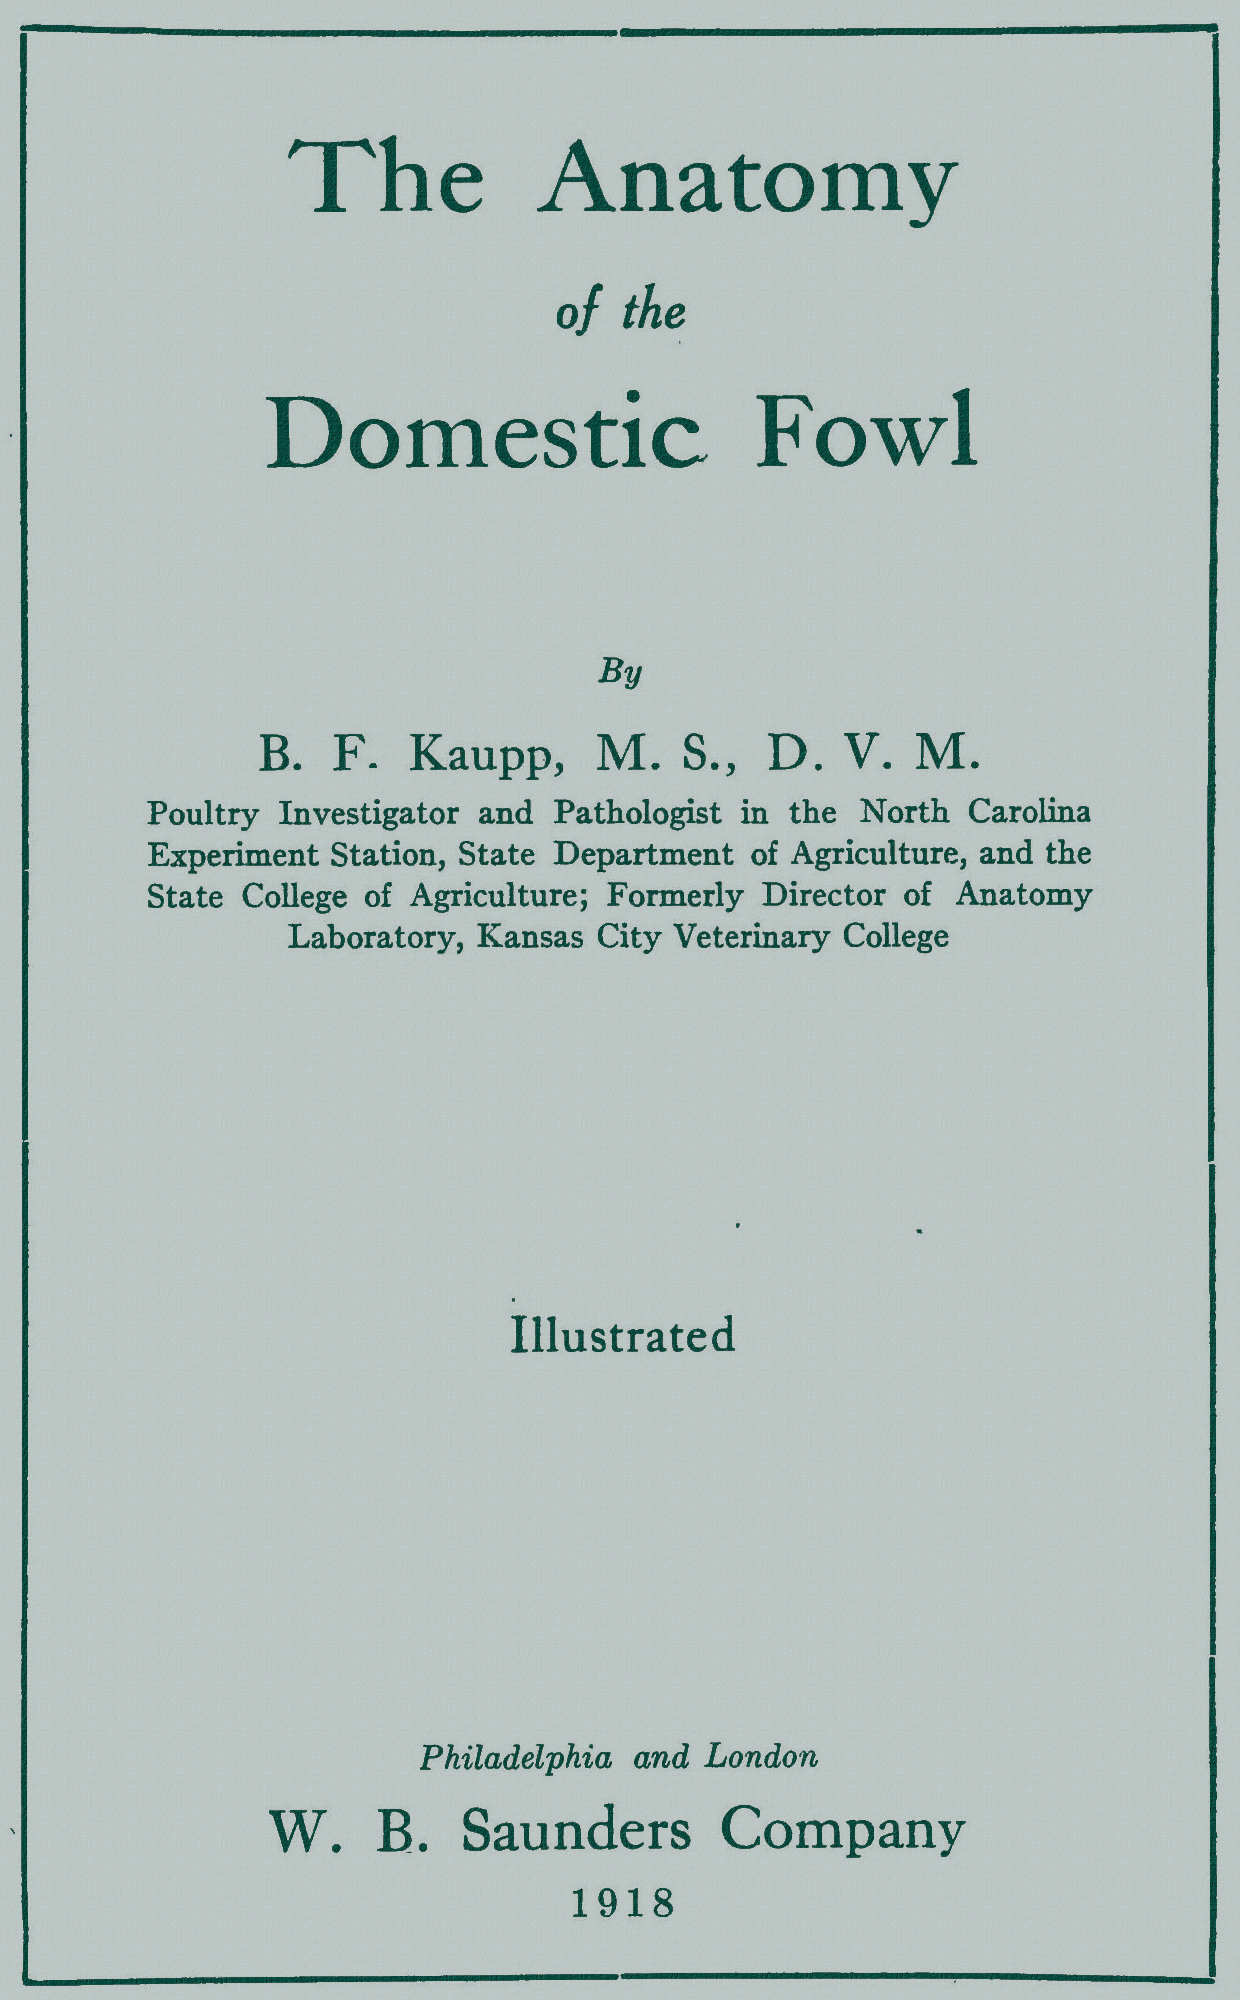 The Anatomy
of the
Domestic Fowl
By
B. F. Kaupp, M. S., D. V. M.
Poultry Investigator and Pathologist in the North Carolina
Experiment Station, State Department of Agriculture, and the
State College of Agriculture; Formerly Director of Anatomy
Laboratory, Kansas City Veterinary College
Illustrated
Philadelphia and London
W. B. Saunders Company
1918